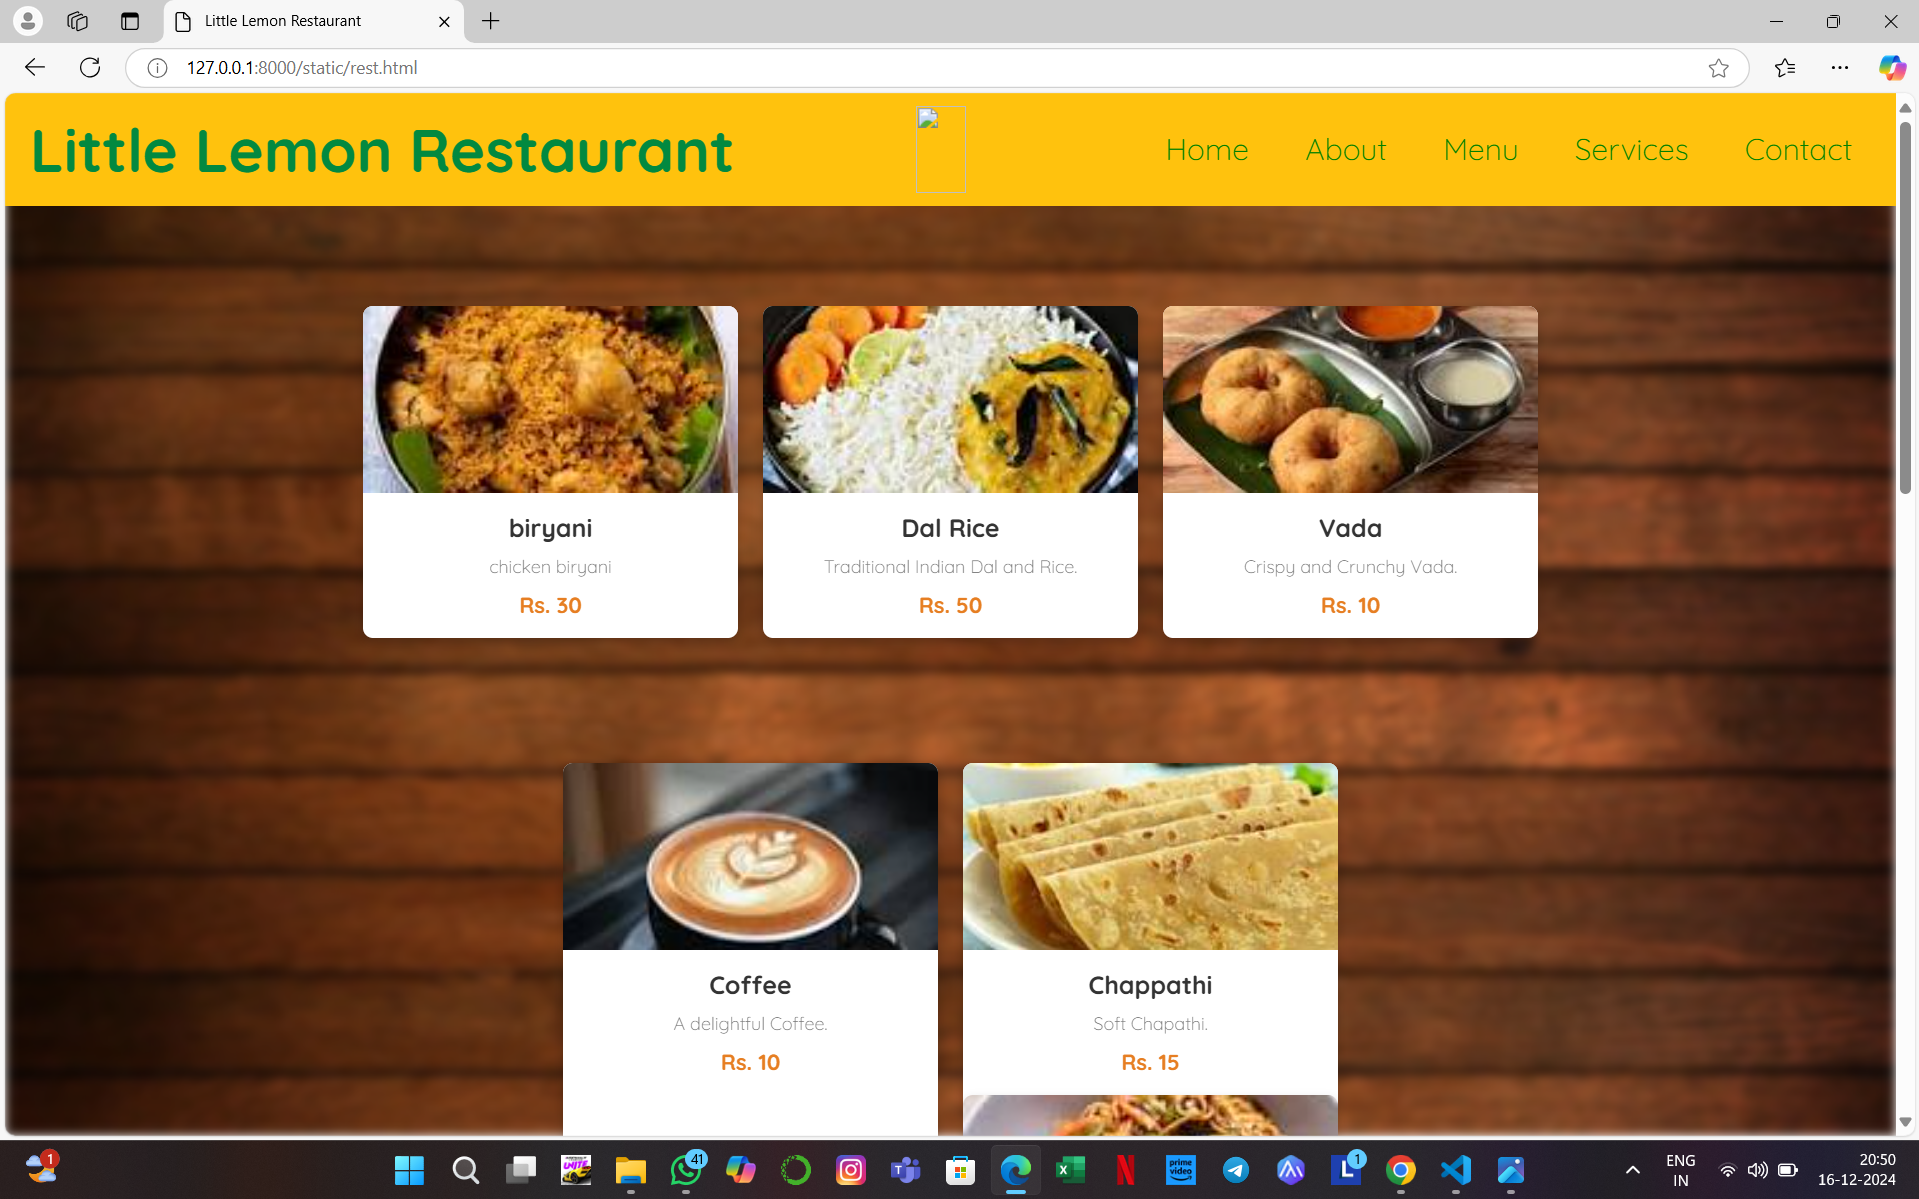 Little Lemon Restaurant
127.0.0.1:8000/static/rest.html
Little Lemon Restaurant
Home About Menu Services Contact
biryani
chicken biryani
Rs. 30
Dal Rice
Traditional Indian Dal and Rice.
Rs. 50
Vada
Crispy and Crunchy Vada.
Rs. 10
Coffee
A delightful Coffee.
Rs. 10
Chappathi
Soft Chapathi.
Rs. 15
1
UNITE
41
prime
video
L
1
ENG
IN
20:50
16-12-2024